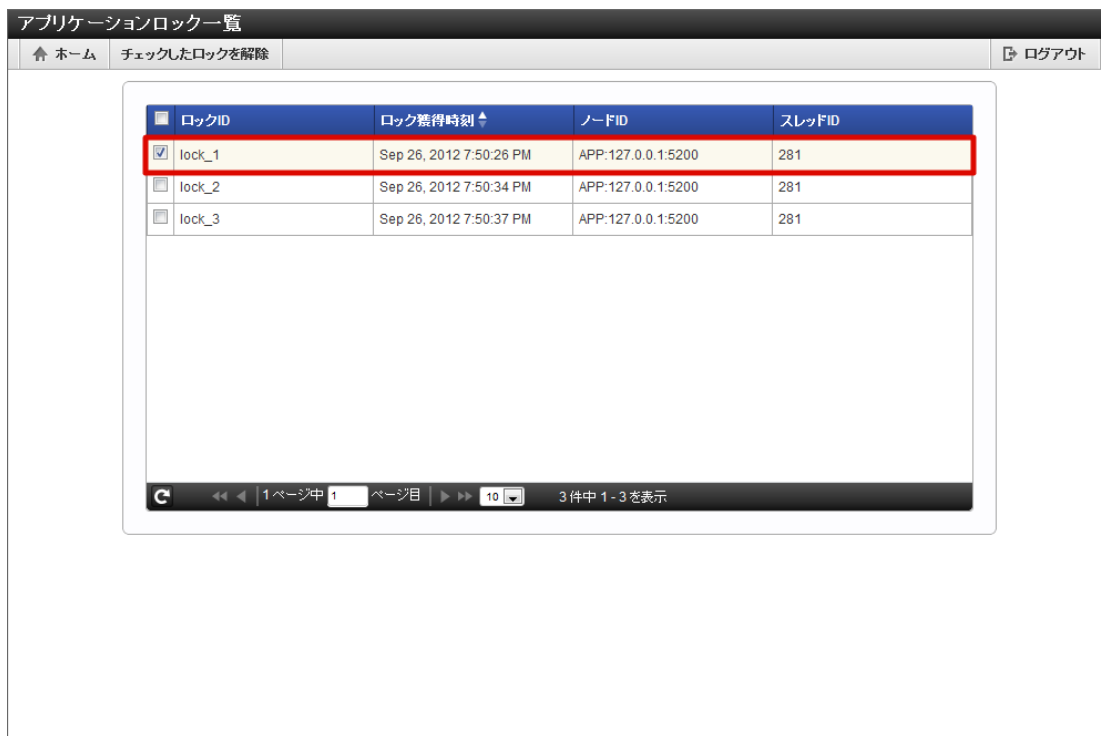 アプリケーションロック一覧
ホーム チェックしたロックを解除 ログアウト
ロックID ロック獲得時刻 ノードID スレッドID
lock_1 Sep 26, 2012 7:50:26 PM APP:127.0.0.1:5200 281
lock_2 Sep 26, 2012 7:50:34 PM APP:127.0.0.1:5200 281
lock_3 Sep 26, 2012 7:50:37 PM APP:127.0.0.1:5200 281
1 ページ中 1 ページ目 10 3 件中 1 - 3 を表示